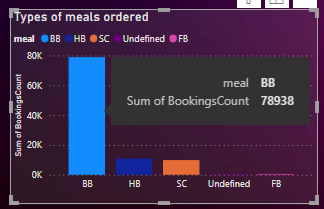 Types of meals ordered
meal BB HB SC Undefined FB
Sum of BookingsCount
80K
60K
40K
20K
0K
meal BB
Sum of BookingsCount 78938
BB HB SC Undefined FB